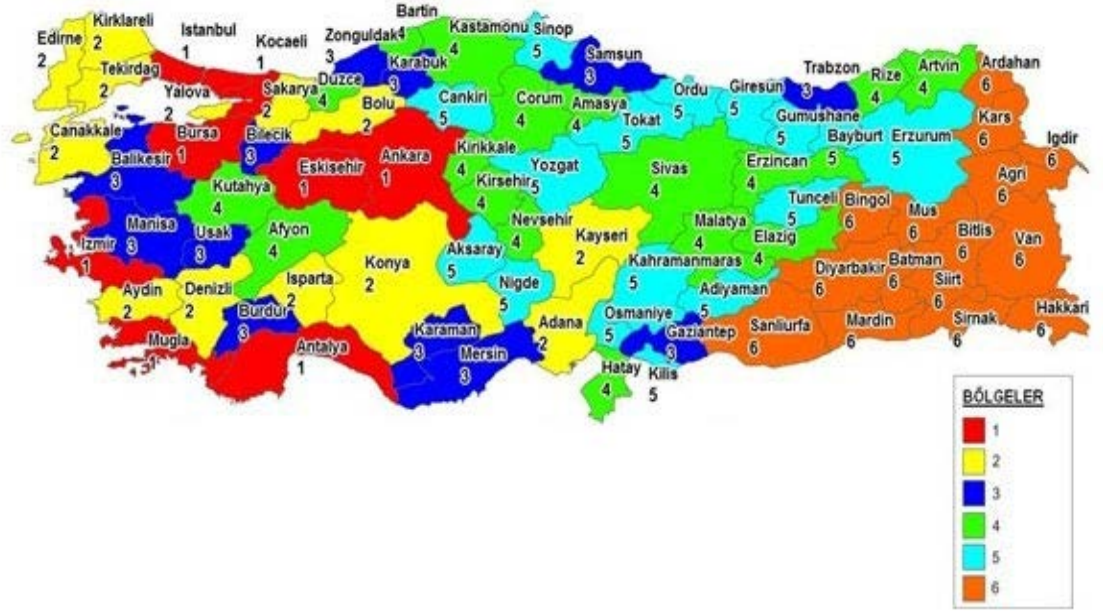 Bartin
Kirklareli
2
Istanbul
1
Kocaeli
1
Zonguldak
3
4
Kastamonu
4
Sinop
5
Edirne
2
Tekirdag
2
Yalova
2
Sakarya
2
Duzce
4
Karabuk
3
Samsun
3
Trabzon
3
Rize
4
Artvin
4
Ardahan
6
Bolu
2
Cankiri
5
Corum
4
Amasya
4
Ordu
5
Giresun
5
Gumushane
5
Canakkale
2
Bursa
1
Bilecik
3
Tokat
5
Bayburt
5
Erzurum
5
Kars
6
Igdir
6
Balikesir
3
Eskisehir
1
Ankara
1
Kirikkale
4
Yozgat
5
Sivas
4
Erzincan
4
Agri
6
Kutahya
4
Kirsehir
4
Tunceli
5
Bingol
6
Mus
6
Manisa
3
Usak
3
Afyon
4
Nevsehir
4
Kayseri
2
Malatya
4
Elazig
4
Bitlis
6
Van
6
Izmir
1
Konya
2
Aksaray
5
Kahramanmaras
5
Diyarbakir
6
Batman
6
Siirt
6
Isparta
2
Nigde
5
Adiyaman
5
Aydin
2
Denizli
2
Burdur
3
Karaman
3
Adana
2
Osmaniye
5
Gaziantep
3
Sanliurfa
6
Mardin
6
Sirnak
6
Hakkari
6
Mugla
1
Antalya
1
Mersin
3
Hatay
4
Kilis
5
BÖLGELER
1
2
3
4
5
6